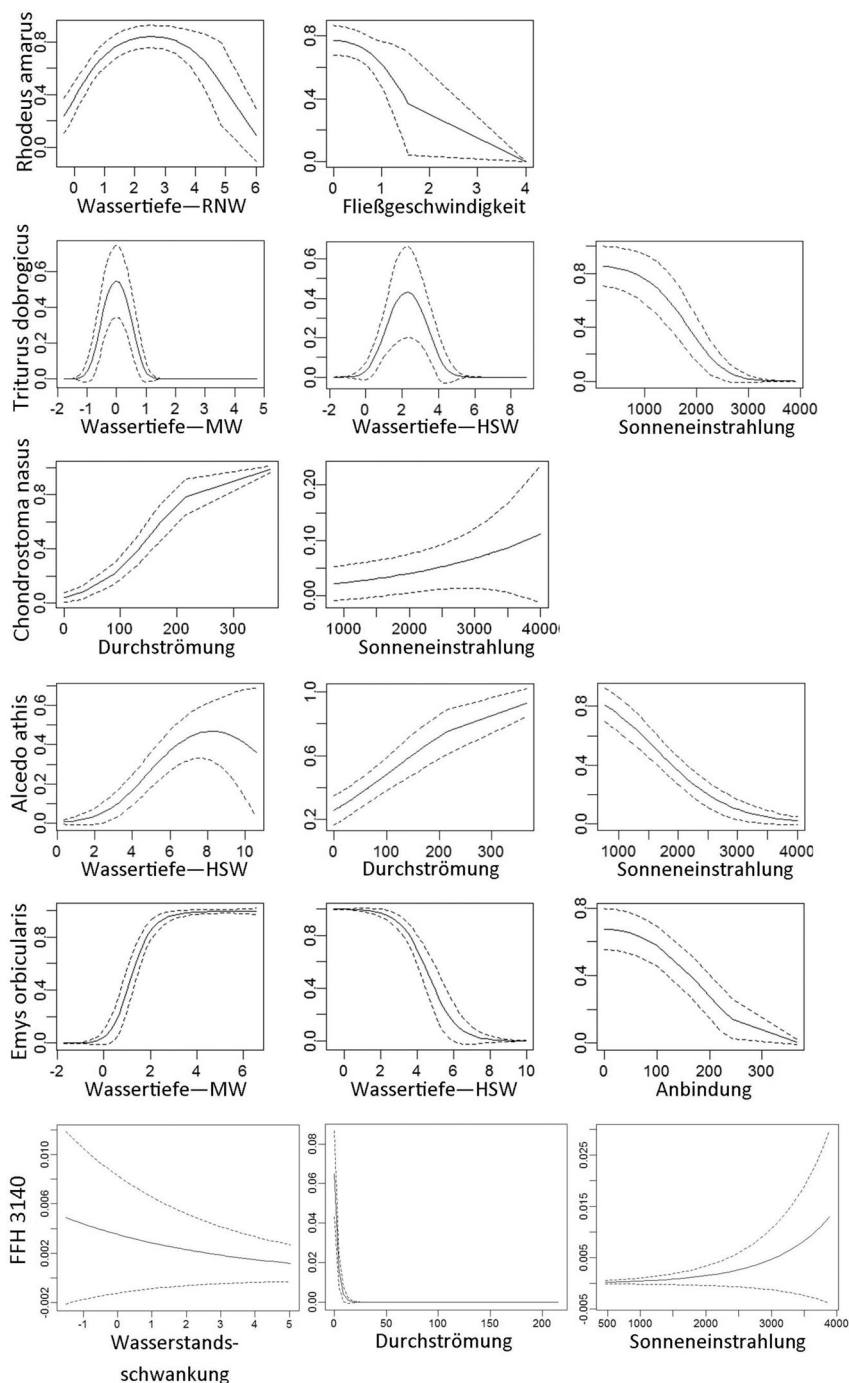 Rhodeus amarus
0.0 0.4 0.8
0 1 2 3 4 5 6
Wassertiefe—RNW
0.0 0.4 0.8
0 1 2 3 4
Fließgeschwindigkeit
Triturus dobrogicus
0.0 0.2 0.4 0.6
-2 -1 0 1 2 3 4 5
Wassertiefe—MW
0.0 0.2 0.4 0.6
-2 0 2 4 6 8
Wassertiefe—HSW
0.0 0.2 0.4 0.6 0.8 1.0
1000 2000 3000 4000
Sonneneinstrahlung
Chondrostoma nasus
0.0 0.4 0.8
0 100 200 300
Durchströmung
0.00 0.10 0.20
1000 2000 3000 4000
Sonneneinstrahlung
Alcedo athis
0.0 0.2 0.4 0.6
0 2 4 6 8 10
Wassertiefe—HSW
0.2 0.6 1.0
0 100 200 300
Durchströmung
0.0 0.4 0.8
1000 2000 3000 4000
Sonneneinstrahlung
Emys orbicularis
0.0 0.4 0.8
-2 0 2 4 6
Wassertiefe—MW
0.0 0.4 0.8
0 2 4 6 8 10
Wassertiefe—HSW
0.0 0.2 0.4 0.6 0.8
0 100 200 300
Anbindung
FFH 3140
-0.002 0.002 0.006 0.010
-1 0 1 2 3 4 5
Wasserstands-
schwankung
0.00 0.02 0.04 0.06 0.08
0 50 100 150 200
Durchströmung
-0.005 0.005 0.015 0.025
500 1000 2000 3000 4000
Sonneneinstrahlung